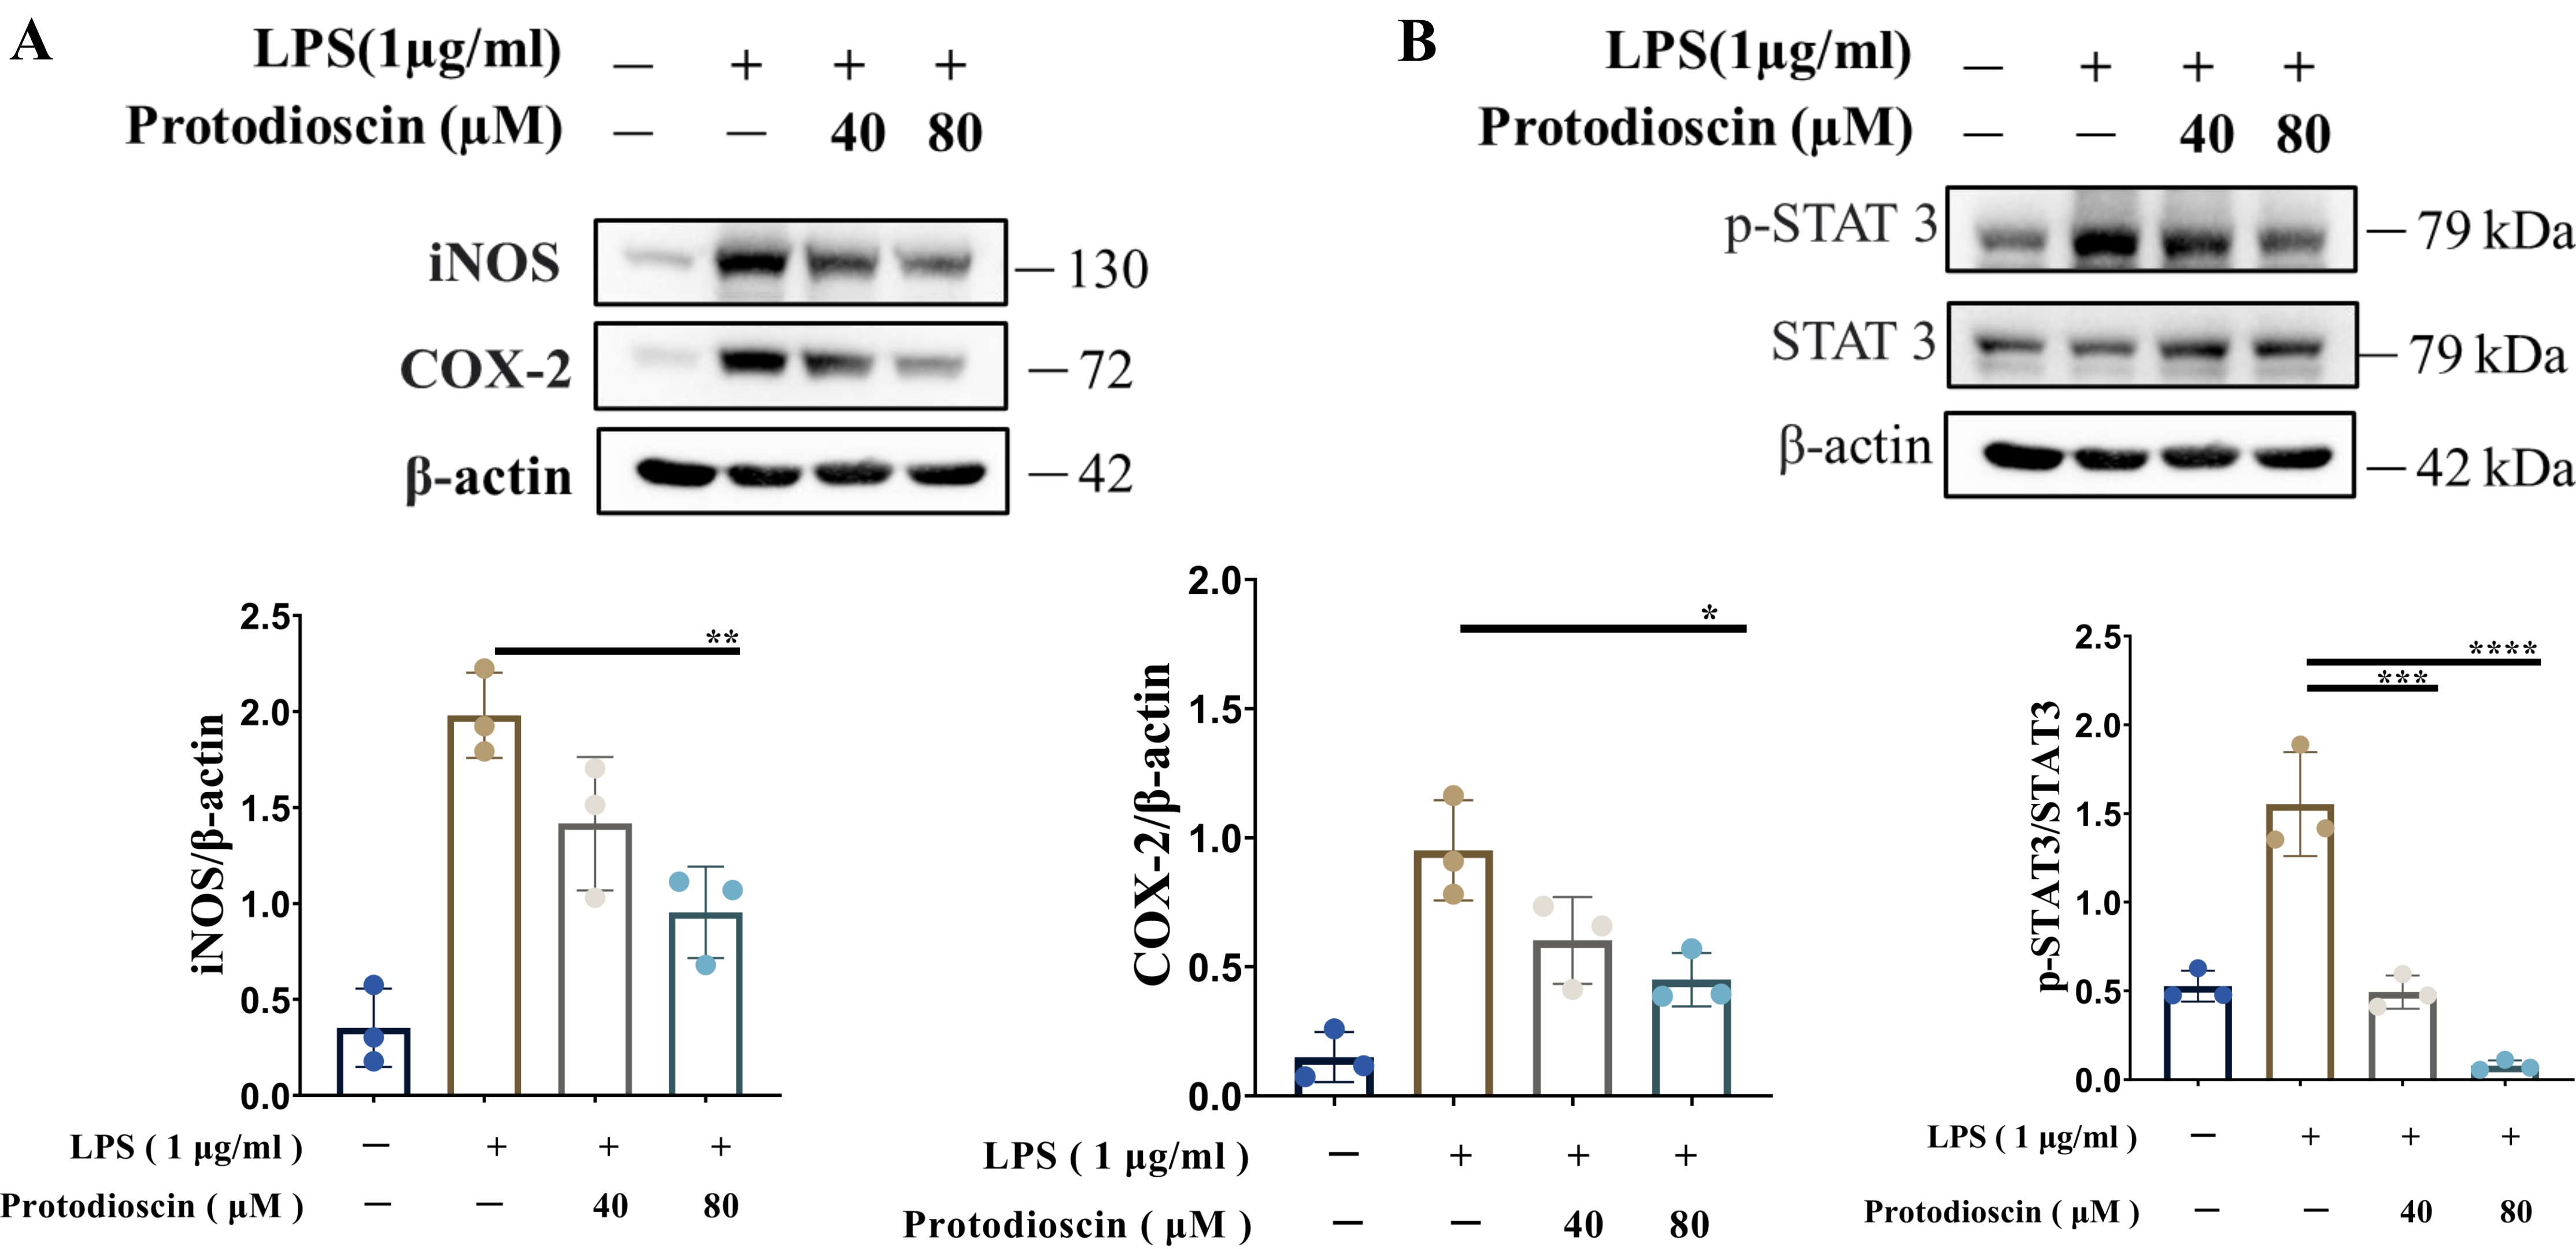 A
LPS(1μg/ml) — + + +
Protodioscin (μM) — — 40 80
iNOS — 130
COX-2 — 72
β-actin — 42
B
LPS(1μg/ml) — + + +
Protodioscin (μM) — — 40 80
p-STAT 3 — 79 kDa
STAT 3 — 79 kDa
β-actin — 42 kDa
iNOS/β-actin
2.5
2.0
1.5
1.0
0.5
0.0
**
LPS ( 1 μg/ml ) — + + +
Protodioscin ( μM ) — — 40 80
COX-2/β-actin
2.0
1.5
1.0
0.5
0.0
*
LPS ( 1 μg/ml ) — + + +
Protodioscin ( μM ) — — 40 80
p-STAT3/STAT3
2.5
2.0
1.5
1.0
0.5
0.0
****
***
LPS ( 1 μg/ml ) — + + +
Protodioscin ( μM ) — — 40 80